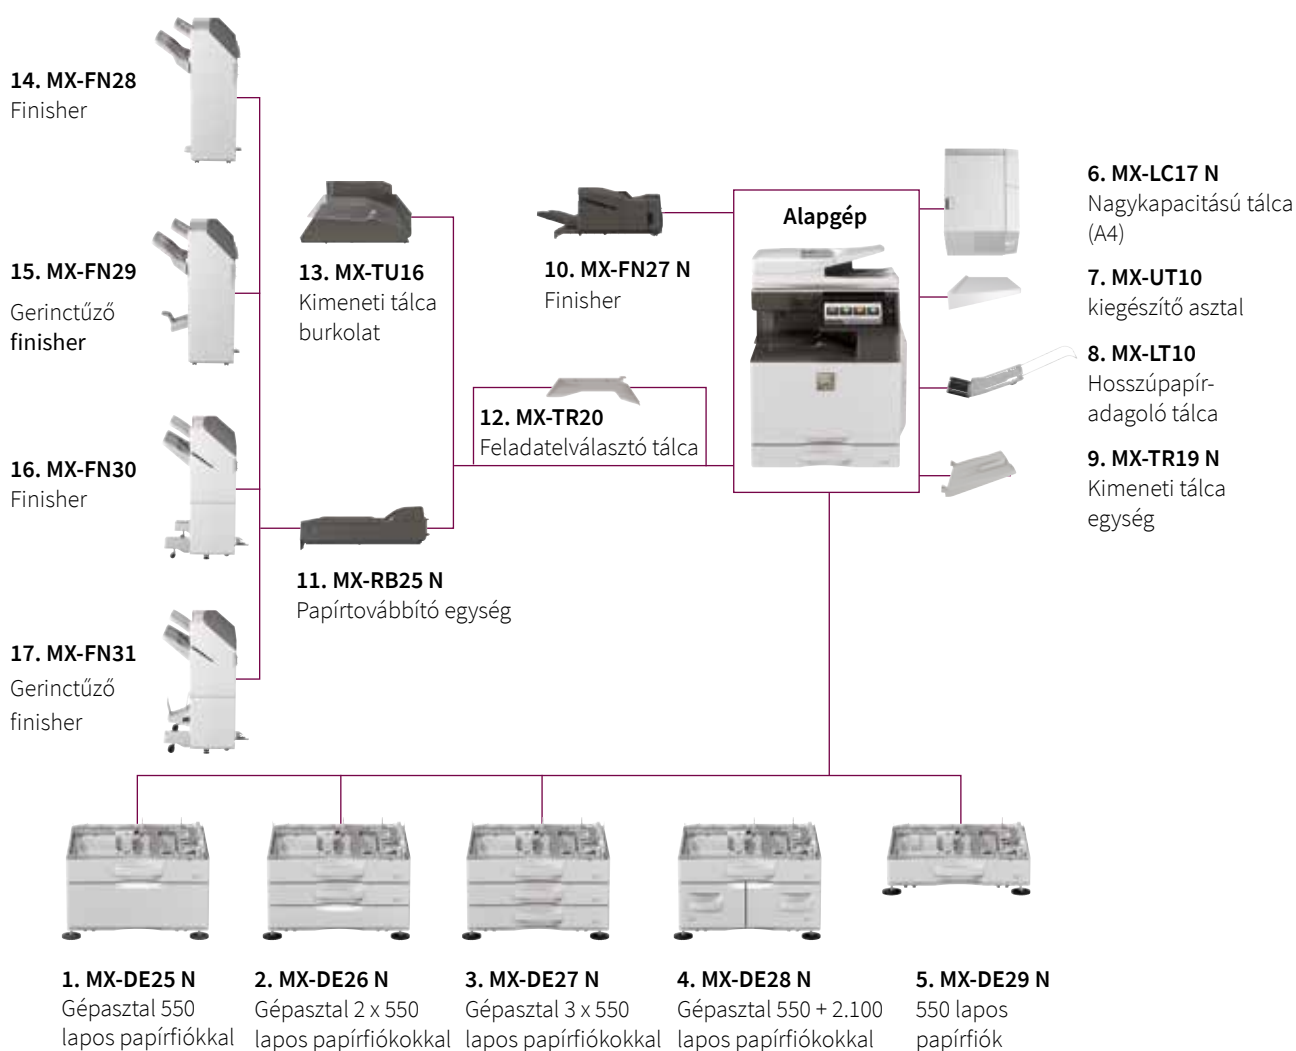 14. MX-FN28
Finisher
15. MX-FN29
Gerinctűző
finisher
16. MX-FN30
Finisher
17. MX-FN31
Gerinctűző
finisher
13. MX-TU16
Kimeneti tálca
burkolat
11. MX-RB25 N
Papírtovábbító egység
10. MX-FN27 N
Finisher
12. MX-TR20
Feladatelválasztó tálca
Alapgép
6. MX-LC17 N
Nagykapacitású tálca
(A4)
7. MX-UT10
kiegészítő asztal
8. MX-LT10
Hosszúpapír-
adagoló tálca
9. MX-TR19 N
Kimeneti tálca
egység
1. MX-DE25 N
Gépasztal 550
lapos papírfiókkal
2. MX-DE26 N
Gépasztal 2 x 550
lapos papírfiókokkal
3. MX-DE27 N
Gépasztal 3 x 550
lapos papírfiókokkal
4. MX-DE28 N
Gépasztal 550 + 2.100
lapos papírfiókokkal
5. MX-DE29 N
550 lapos
papírfiók